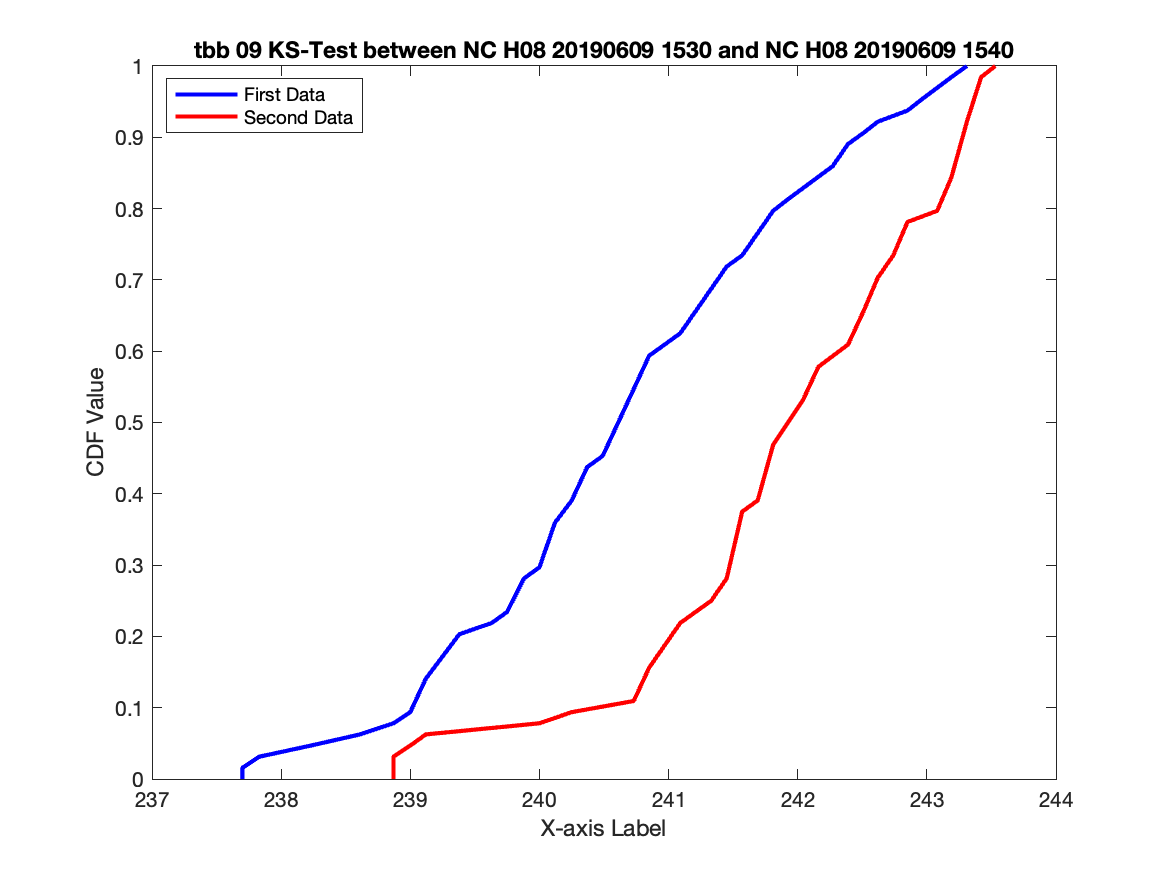 tbb 09 KS-Test between NC H08 20190609 1530 and NC H08 20190609 1540
First Data
Second Data
1
0.9
0.8
0.7
0.6
0.5
0.4
0.3
0.2
0.1
0
CDF Value
237 238 239 240 241 242 243 244
X-axis Label